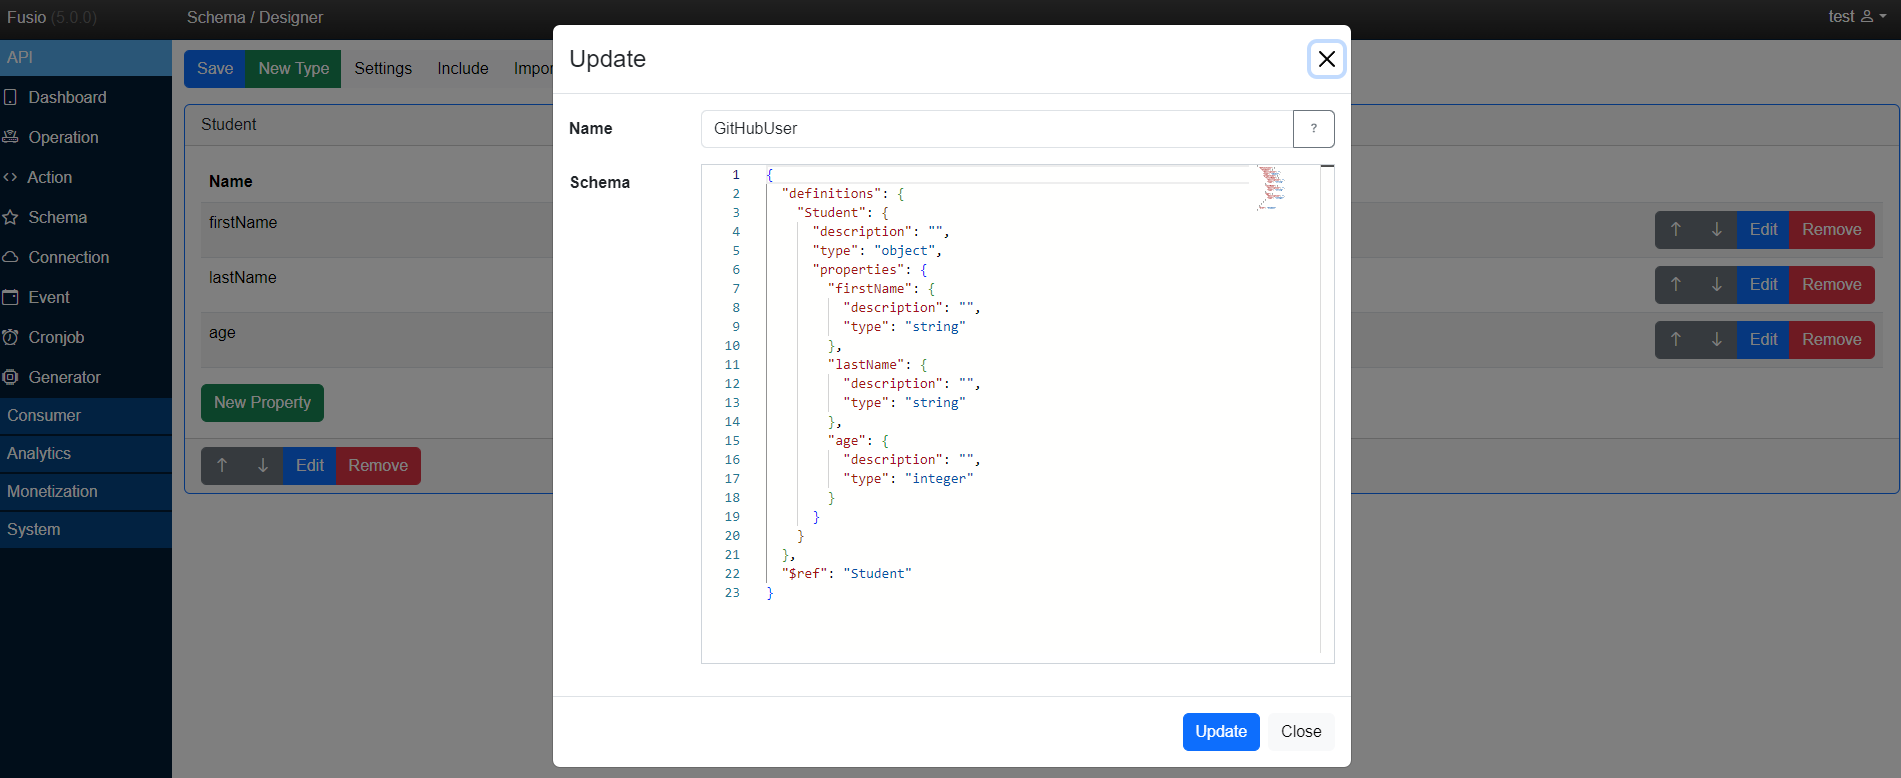 Fusio (5.0.0)
Schema / Designer
test
API
Dashboard
Operation
Action
Schema
Connection
Event
Cronjob
Generator
Consumer
Analytics
Monetization
System
Save
New Type
Settings
Include
Impor
Student
Name
firstName
lastName
age
New Property
Edit
Remove
Edit
Remove
Edit
Remove
Edit
Remove
Update
Name
GitHubUser
?
Schema
1 {
2 "definitions": {
3 "Student": {
4 "description": "",
5 "type": "object",
6 "properties": {
7 "firstName": {
8 "description": "",
9 "type": "string"
10 },
11 "lastName": {
12 "description": "",
13 "type": "string"
14 },
15 "age": {
16 "description": "",
17 "type": "integer"
18 }
19 }
20 }
21 },
22 "$ref": "Student"
23 }
Update
Close